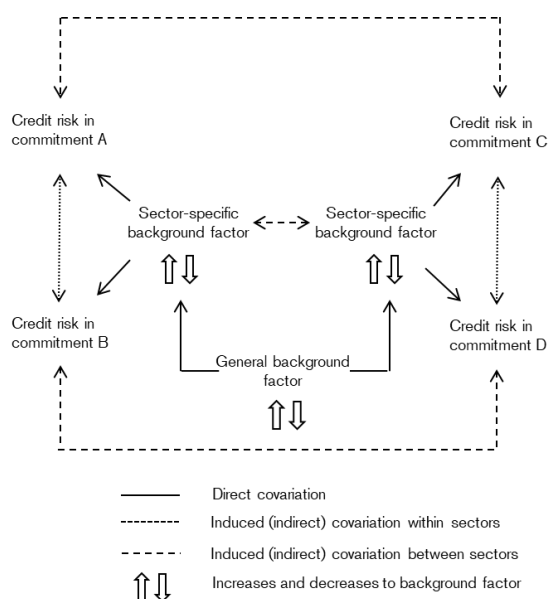 Credit risk in
commitment A
Credit risk in
commitment C
Sector-specific
background factor
Sector-specific
background factor
Credit risk in
commitment B
Credit risk in
commitment D
General background
factor
Direct covariation
Induced (indirect) covariation within sectors
Induced (indirect) covariation between sectors
Increases and decreases to background factor